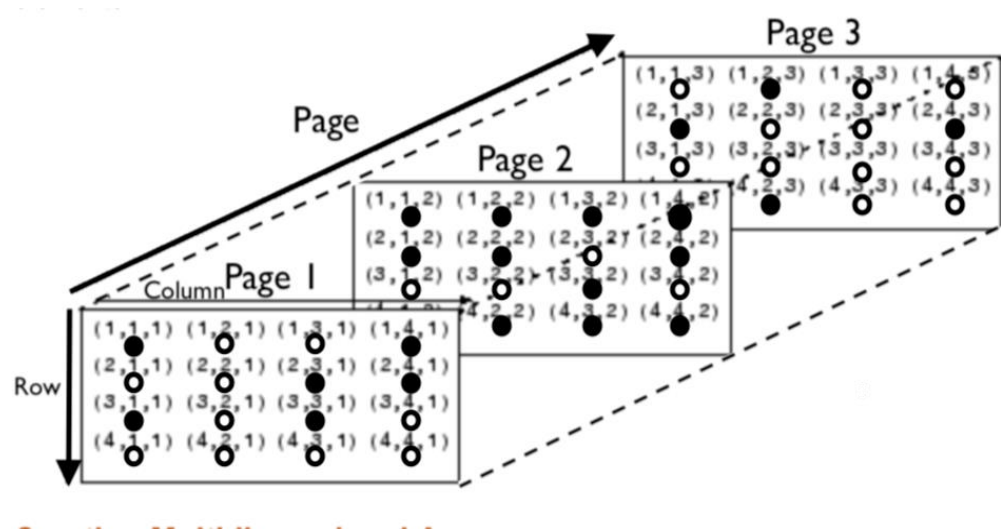 Page 3
(1,1,3) (1,2,3) (1,3,3) (1,4,3)
(2,1,3) (2,2,3) (2,3,3) (2,4,3)
(3,1,3) (3,2,3) (3,3,3) (3,4,3)
4,2,3) (4,3,3) (4,4,3)
Page
Page 2
(1,1,2) (1,2,2) (1,3,2) (1,4,2)
(2,1,2) (2,2,2) (2,3,2) (2,4,2)
(3,1,2) (3,2,2) (3,3,2) (3,4,2)
4,2,2) (4,3,2) (4,4,2)
Page 1
Column
(1,1,1) (1,2,1) (1,3,1) (1,4,1)
(2,1,1) (2,2,1) (2,3,1) (2,4,1)
(3,1,1) (3,2,1) (3,3,1) (3,4,1)
(4,1,1) (4,2,1) (4,3,1) (4,4,1)
Row